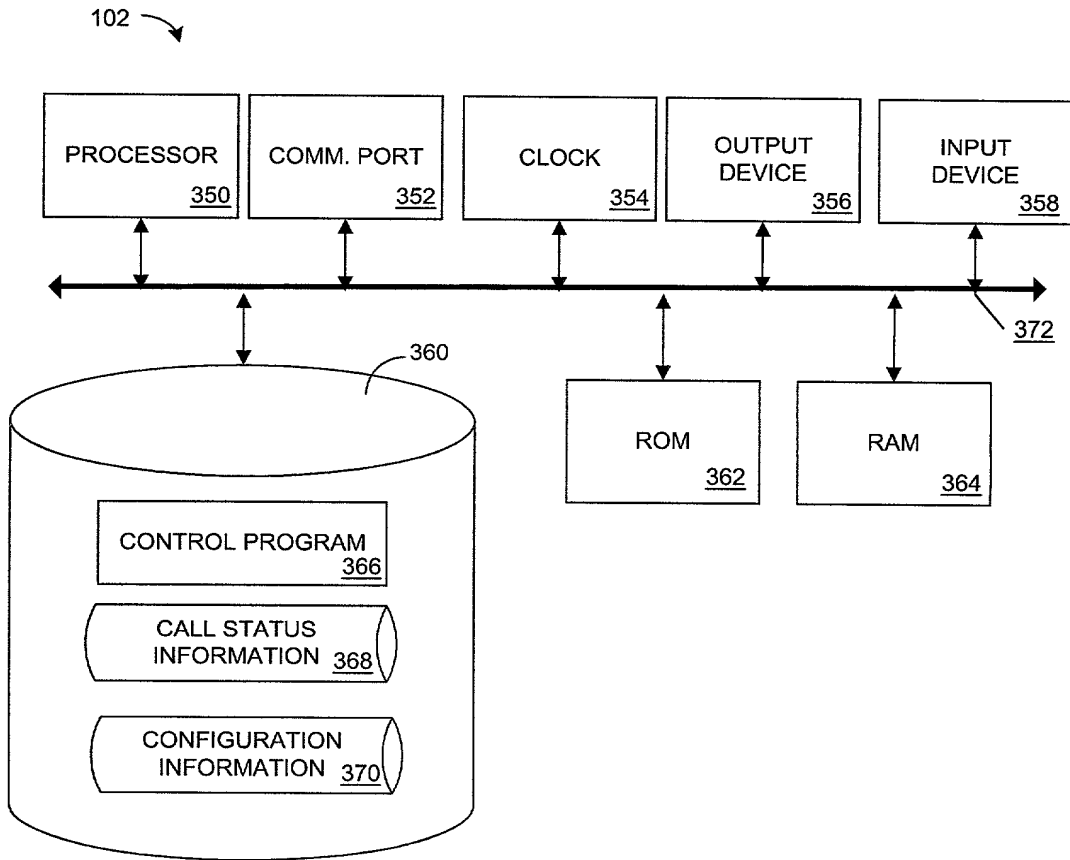 102
PROCESSOR
350
COMM. PORT
352
CLOCK
354
OUTPUT
DEVICE
356
INPUT
DEVICE
358
372
360
ROM
362
RAM
364
CONTROL PROGRAM
366
CALL STATUS
INFORMATION
368
CONFIGURATION
INFORMATION
370